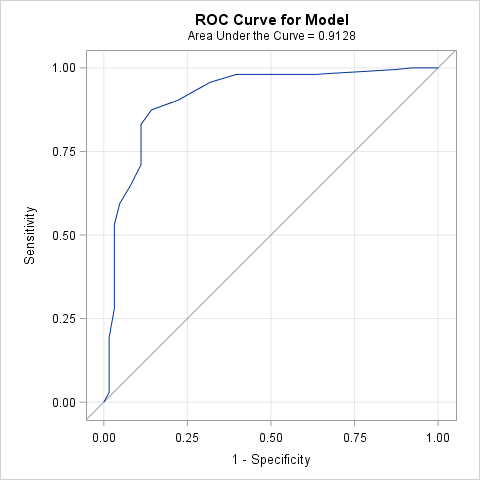 ROC Curve for Model
Area Under the Curve = 0.9128
1.00
0.75
0.50
0.25
0.00
Sensitivity
0.00 0.25 0.50 0.75 1.00
1 - Specificity